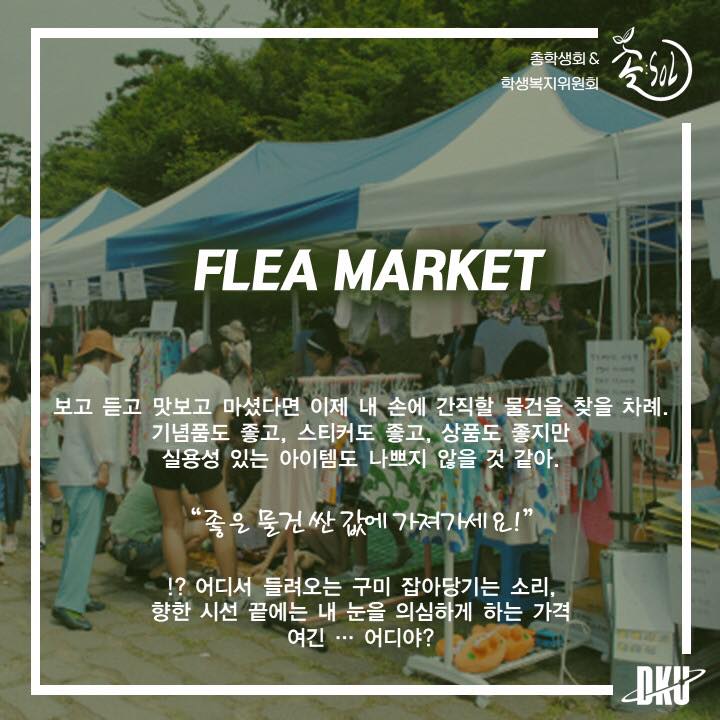 총학생회 &
학생복지위원회
솔:SOL
FLEA MARKET
보고 듣고 맛보고 마셨다면 이제 내 손에 간직할 물건을 찾을 차례.
기념품도 좋고, 스티커도 좋고, 상품도 좋지만
실용성 있는 아이템도 나쁘지 않을 것 같아.
“좋은 물건 싼 값에 가져가세요!”
!? 어디서 들려오는 구미 잡아당기는 소리,
향한 시선 끝에는 내 눈을 의심하게 하는 가격
여긴 … 어디야?
DKU